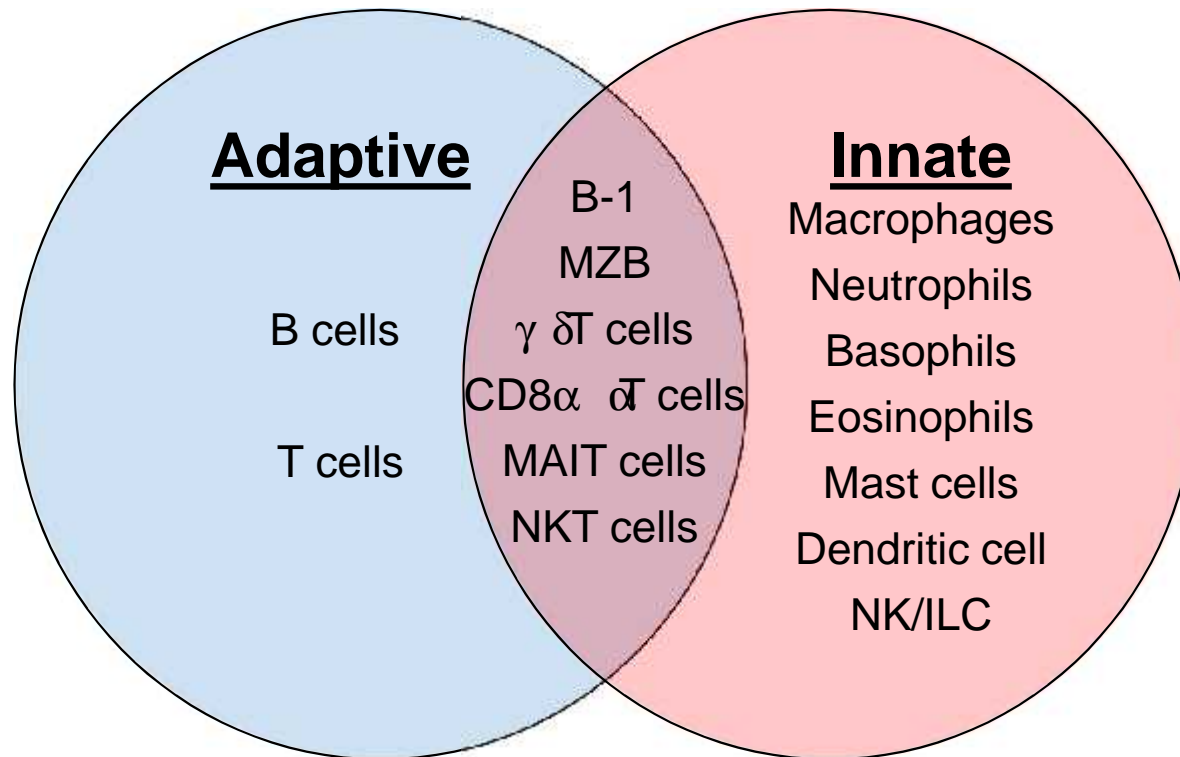 Adaptive
B cells
T cells
B-1
MZB
γ δT cells
CD8α αT cells
MAIT cells
NKT cells
Innate
Macrophages
Neutrophils
Basophils
Eosinophils
Mast cells
Dendritic cell
NK/ILC